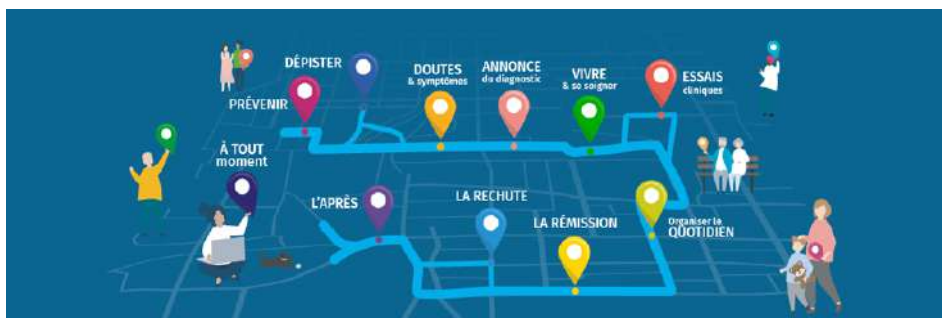 DÉPISTER
PRÉVENIR
DOUTES
& symptômes
ANNONCE
du diagnostic
VIVRE
& se soigner
ESSAIS
cliniques
À TOUT
moment
L'APRÈS
LA RECHUTE
LA RÉMISSION
Organiser le
QUOTIDIEN